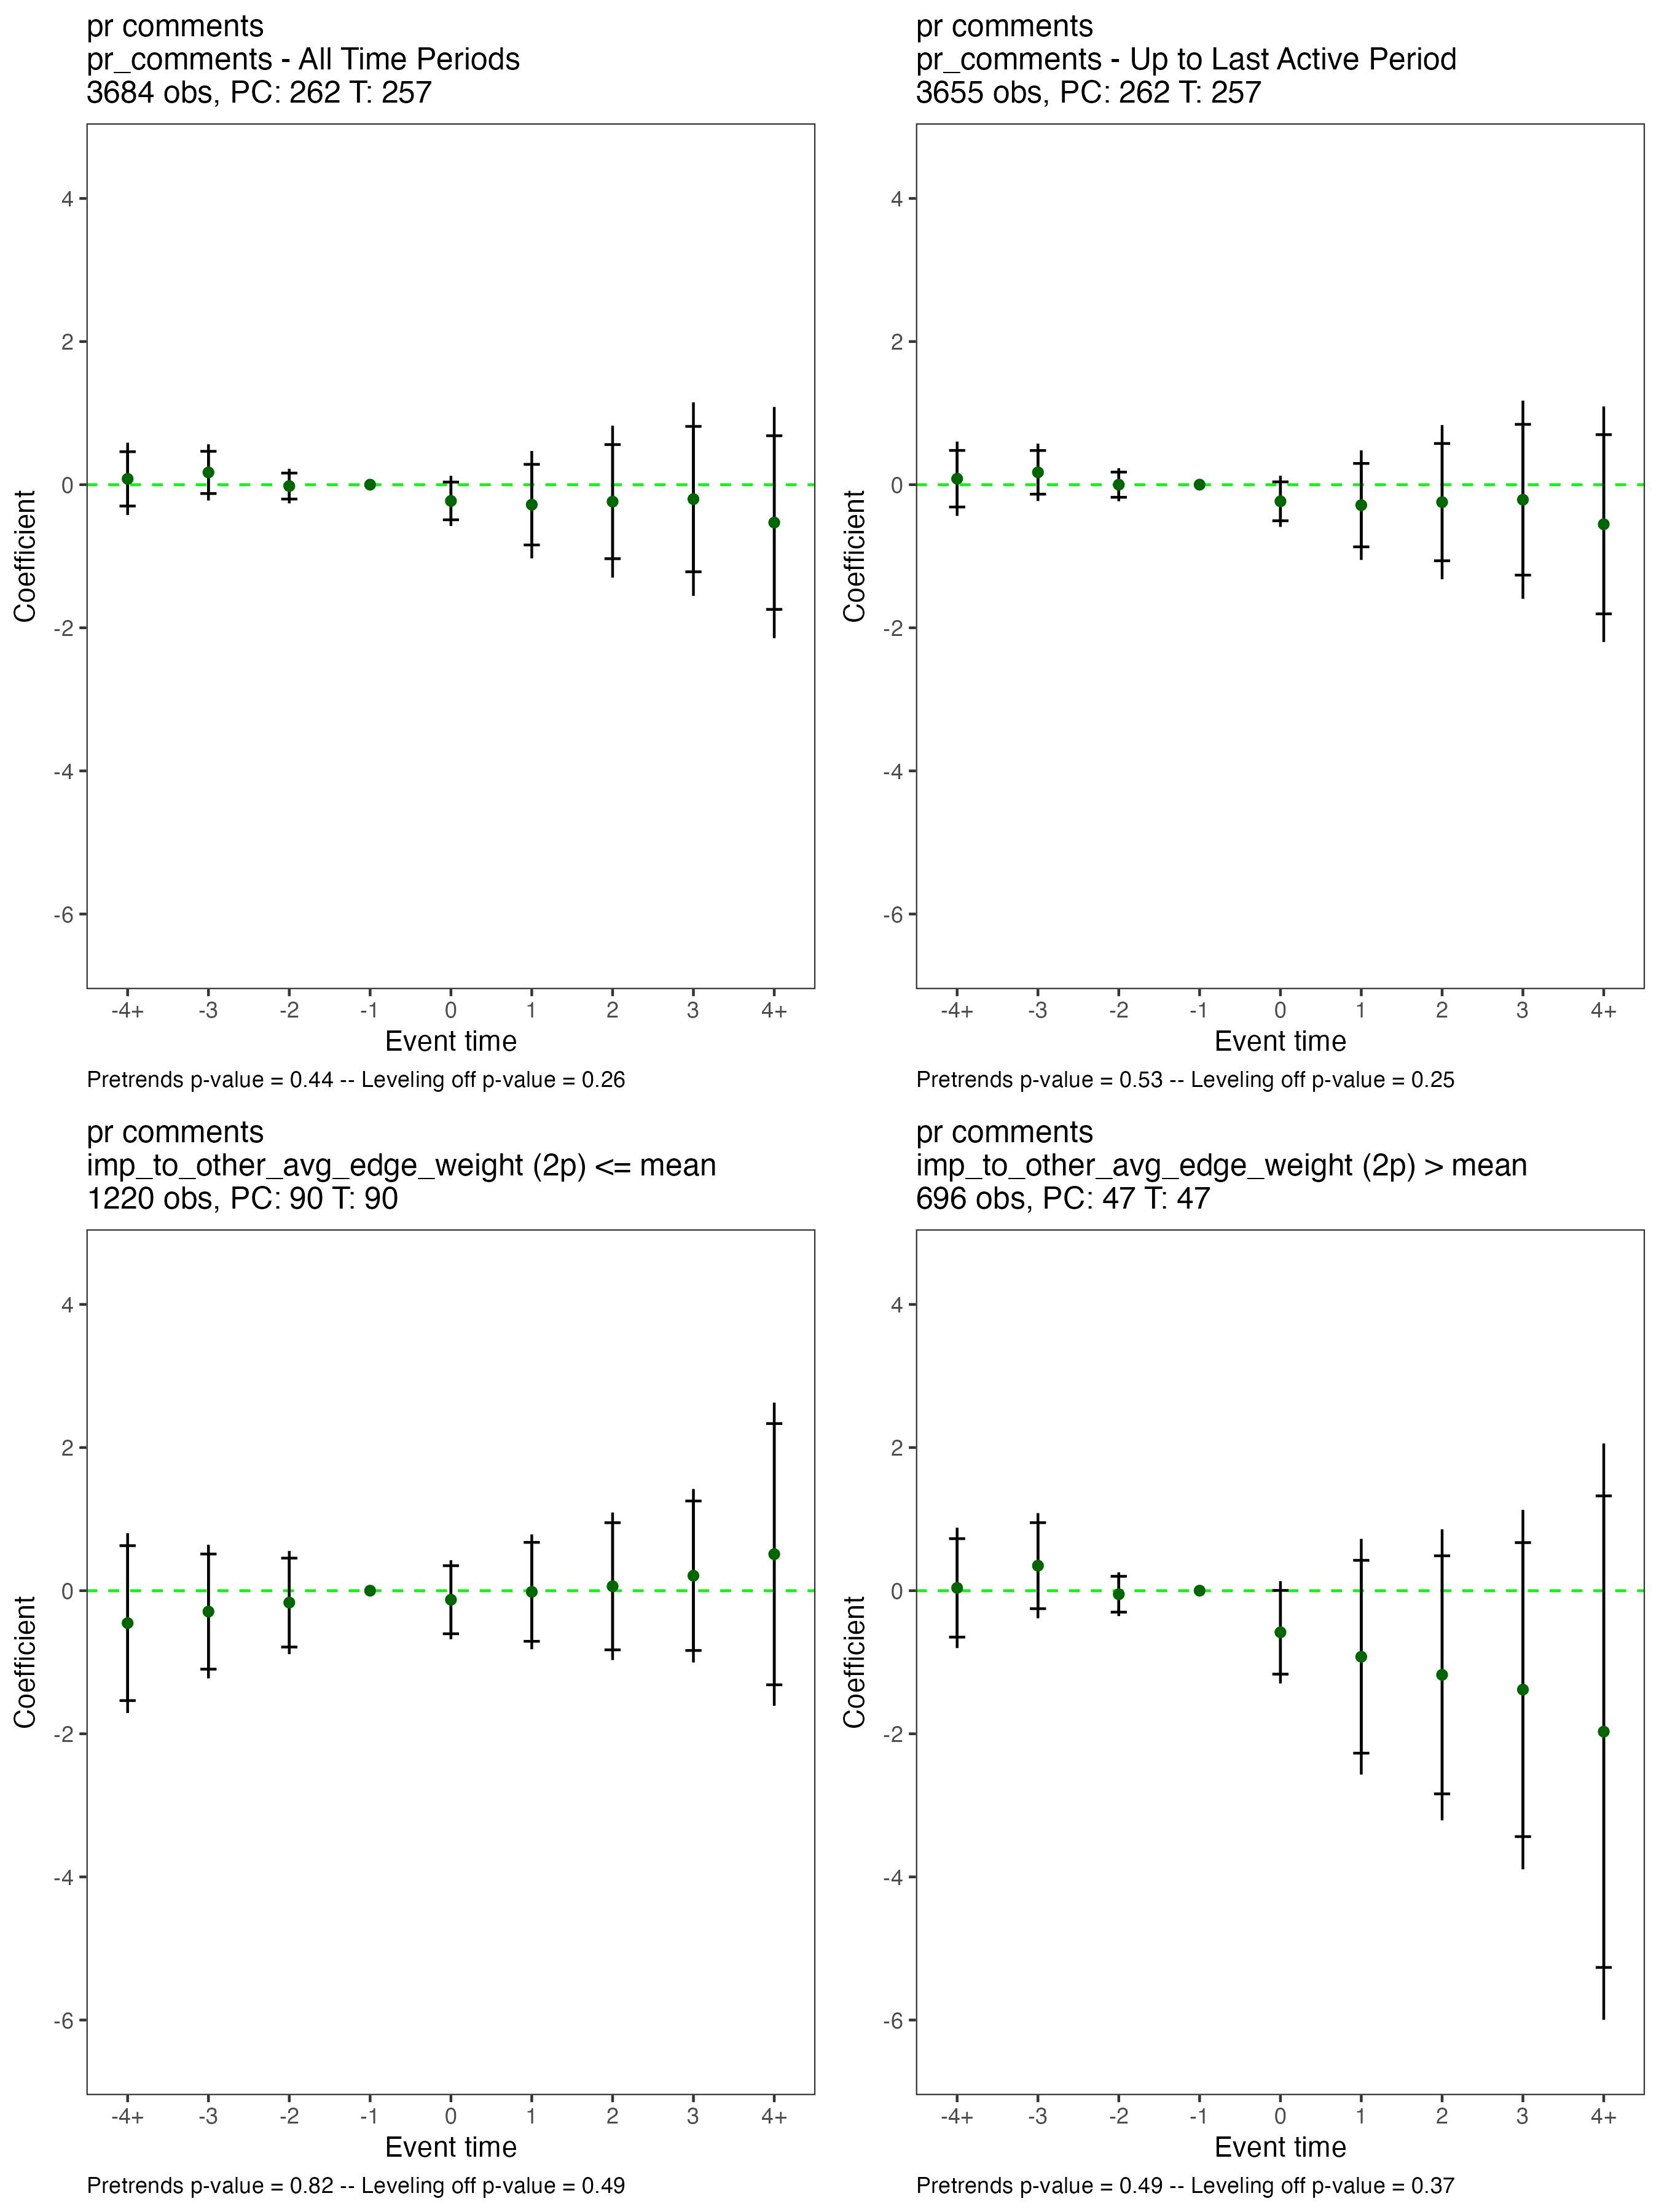 pr comments
pr_comments - All Time Periods
3684 obs, PC: 262 T: 257
4
2
0
-2
-4
-6
Coefficient
-4+ -3 -2 -1 0 1 2 3 4+
Event time
Pretrends p-value = 0.44 -- Leveling off p-value = 0.26
pr comments
pr_comments - Up to Last Active Period
3655 obs, PC: 262 T: 257
4
2
0
-2
-4
-6
Coefficient
-4+ -3 -2 -1 0 1 2 3 4+
Event time
Pretrends p-value = 0.53 -- Leveling off p-value = 0.25
pr comments
imp_to_other_avg_edge_weight (2p) <= mean
1220 obs, PC: 90 T: 90
4
2
0
-2
-4
-6
Coefficient
-4+ -3 -2 -1 0 1 2 3 4+
Event time
Pretrends p-value = 0.82 -- Leveling off p-value = 0.49
pr comments
imp_to_other_avg_edge_weight (2p) > mean
696 obs, PC: 47 T: 47
4
2
0
-2
-4
-6
Coefficient
-4+ -3 -2 -1 0 1 2 3 4+
Event time
Pretrends p-value = 0.49 -- Leveling off p-value = 0.37